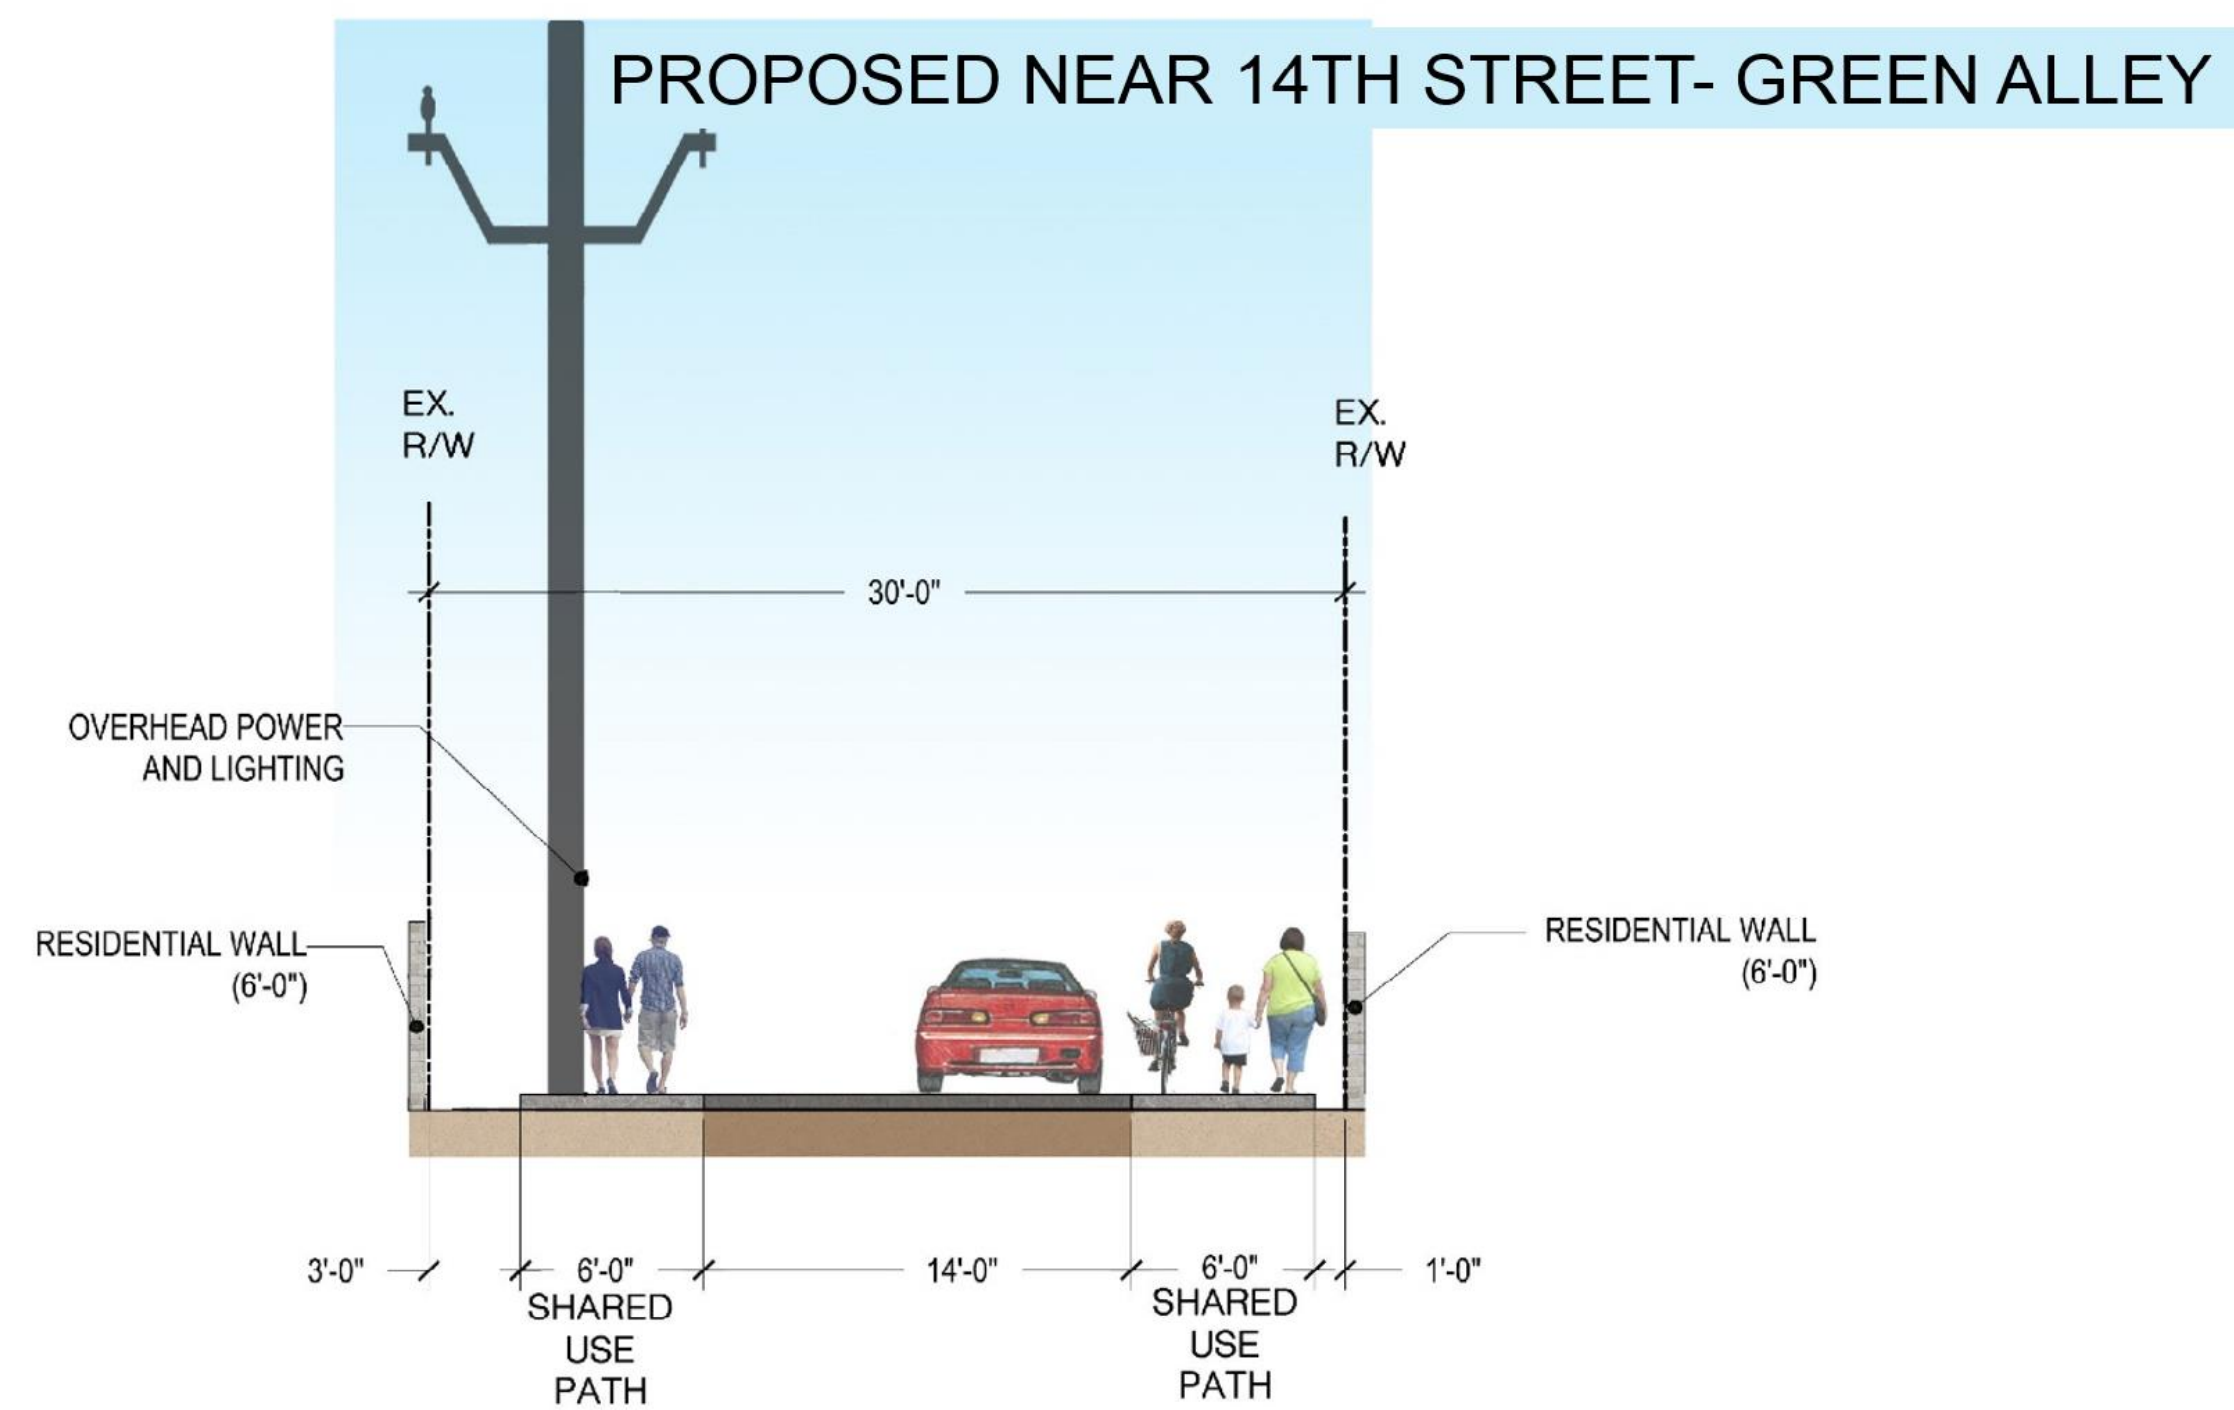 PROPOSED NEAR 14TH STREET- GREEN ALLEY
EX.
R/W
EX.
R/W
30'-0"
OVERHEAD POWER
AND LIGHTING
RESIDENTIAL WALL
(6'-0")
RESIDENTIAL WALL
(6'-0")
3'-0"
6'-0"
SHARED
USE
PATH
14'-0"
6'-0"
SHARED
USE
PATH
1'-0"